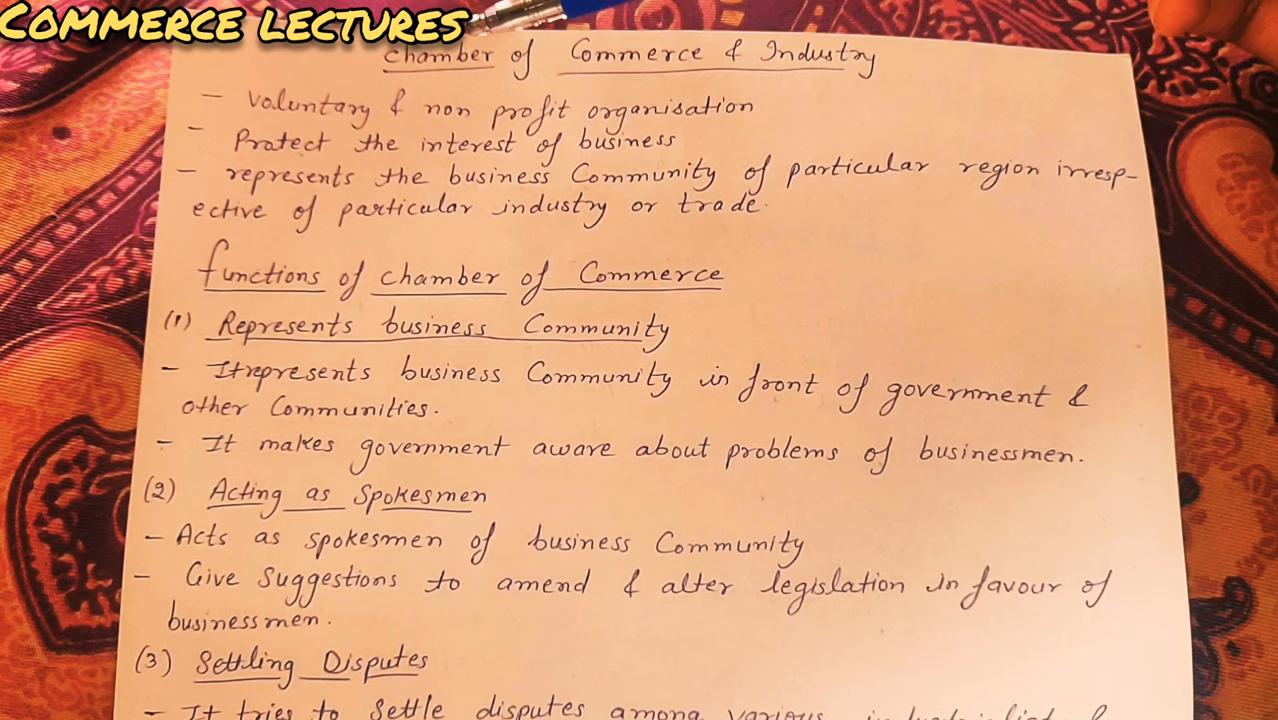 COMMERCE LECTURES
Chamber of Commerce & Industry
- Voluntary & non profit organisation
- Protect the interest of business
- represents the business Community of particular region irresp-
ective of particular industry or trade.
Functions of Chamber of Commerce
(1) Represents business Community
- It represents business Community in front of government &
other Communities.
- It makes government aware about problems of businessmen.
(2) Acting as Spokesmen
- Acts as spokesmen of business Community
- Give Suggestions to amend & alter legislation in favour of
businessmen.
(3) Settling Disputes
- It tries to Settle disputes among various industrialist &